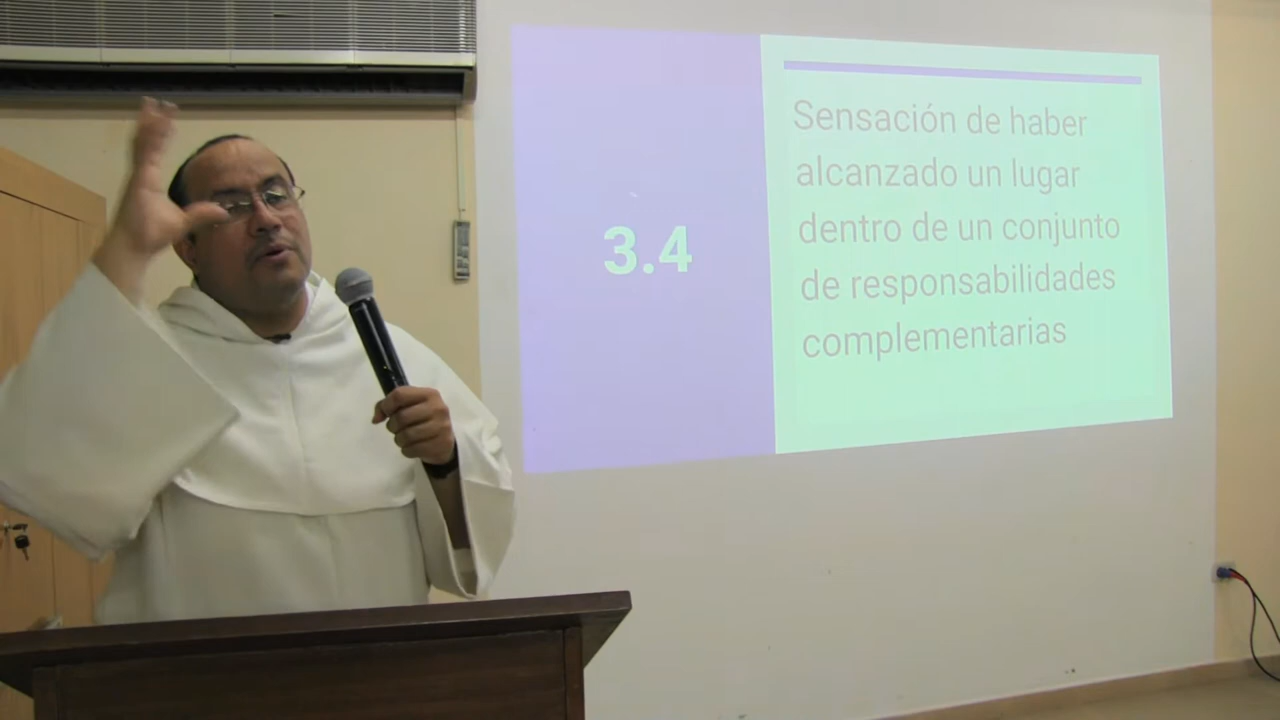 3.4
Sensación de haber
alcanzado un lugar
dentro de un conjunto
de responsabilidades
complementarias